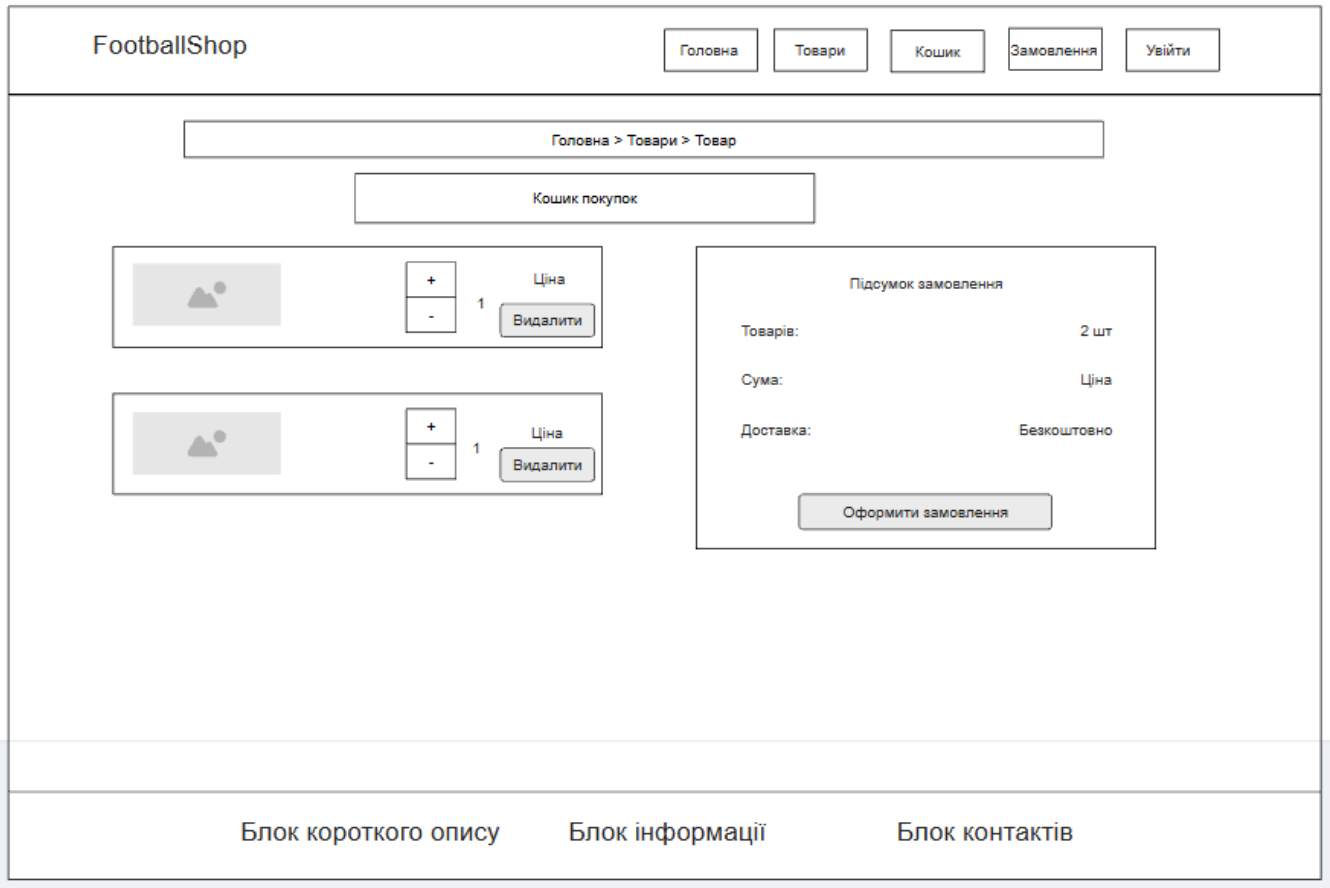 FootballShop
Головна
Товари
Кошик
Замовлення
Увійти
Головна > Товари > Товар
Кошик покупок
+
-
1
Ціна
Видалити
+
-
1
Ціна
Видалити
Підсумок замовлення
Товарів: 2 шт
Сума: Ціна
Доставка: Безкоштовно
Оформити замовлення
Блок короткого опису
Блок інформації
Блок контактів